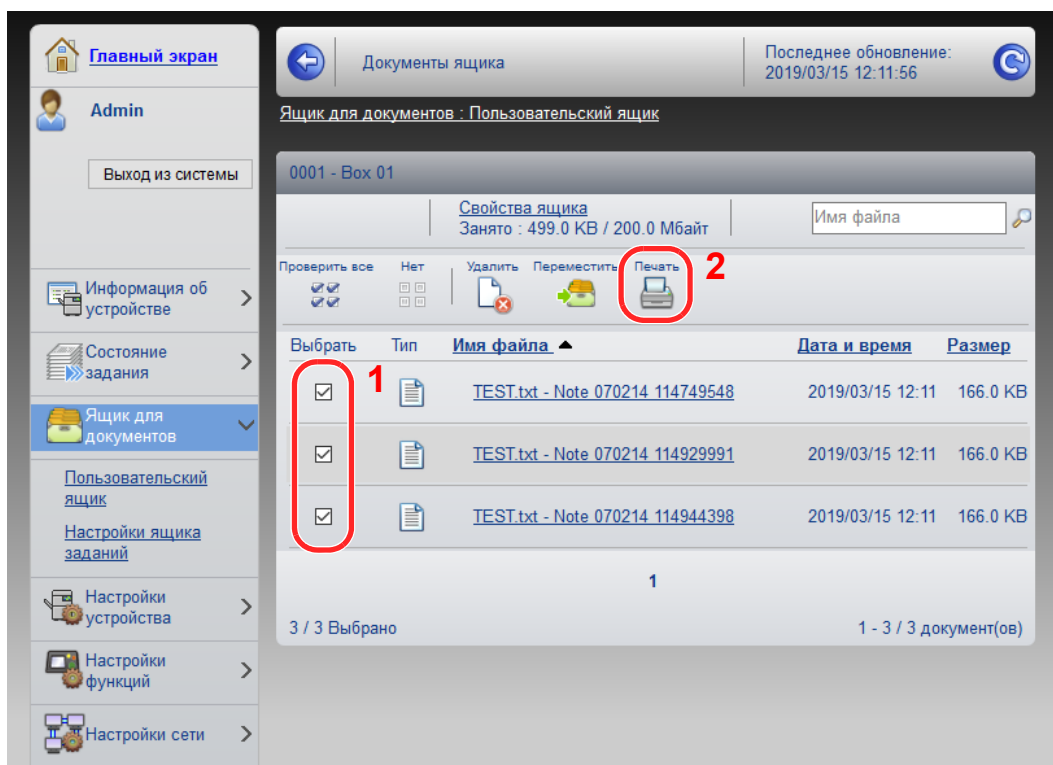 Главный экран
Admin
Выход из системы
Информация об
устройстве
Состояние
задания
Ящик для
документов
Пользовательский
ящик
Настройки ящика
заданий
Настройки
устройства
Настройки
функций
Настройки сети
Документы ящика
Последнее обновление:
2019/03/15 12:11:56
Ящик для документов : Пользовательский ящик
0001 - Box 01
Свойства ящика
Занято : 499.0 KB / 200.0 Мбайт
Имя файла
Проверить все Нет Удалить Переместить Печать 2
Выбрать Тип Имя файла Дата и время Размер
1
TEST.txt - Note 070214 114749548 2019/03/15 12:11 166.0 KB
TEST.txt - Note 070214 114929991 2019/03/15 12:11 166.0 KB
TEST.txt - Note 070214 114944398 2019/03/15 12:11 166.0 KB
1
3 / 3 Выбрано 1 - 3 / 3 документ(ов)